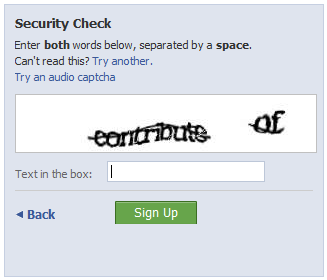 Security Check
Enter both words below, separated by a space.
Can't read this? Try another.
Try an audio captcha
contribute of
Text in the box:
Back
Sign Up